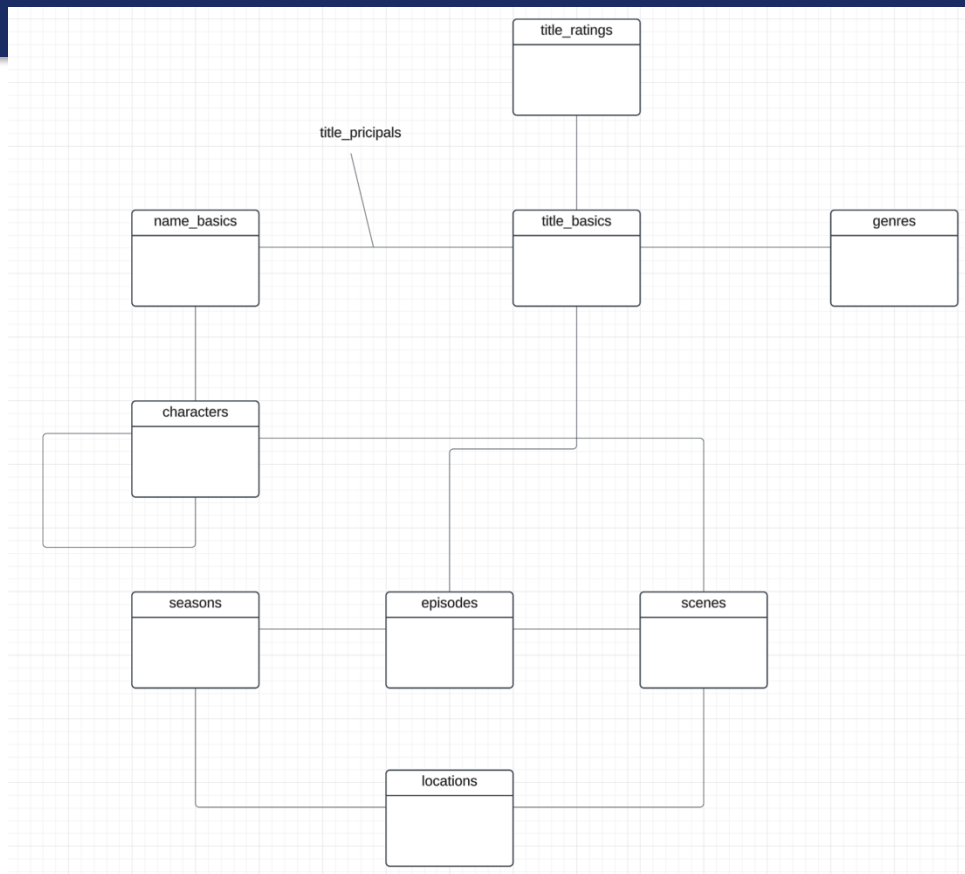 title_ratings
title_pricipals
name_basics
title_basics
genres
characters
seasons
episodes
scenes
locations